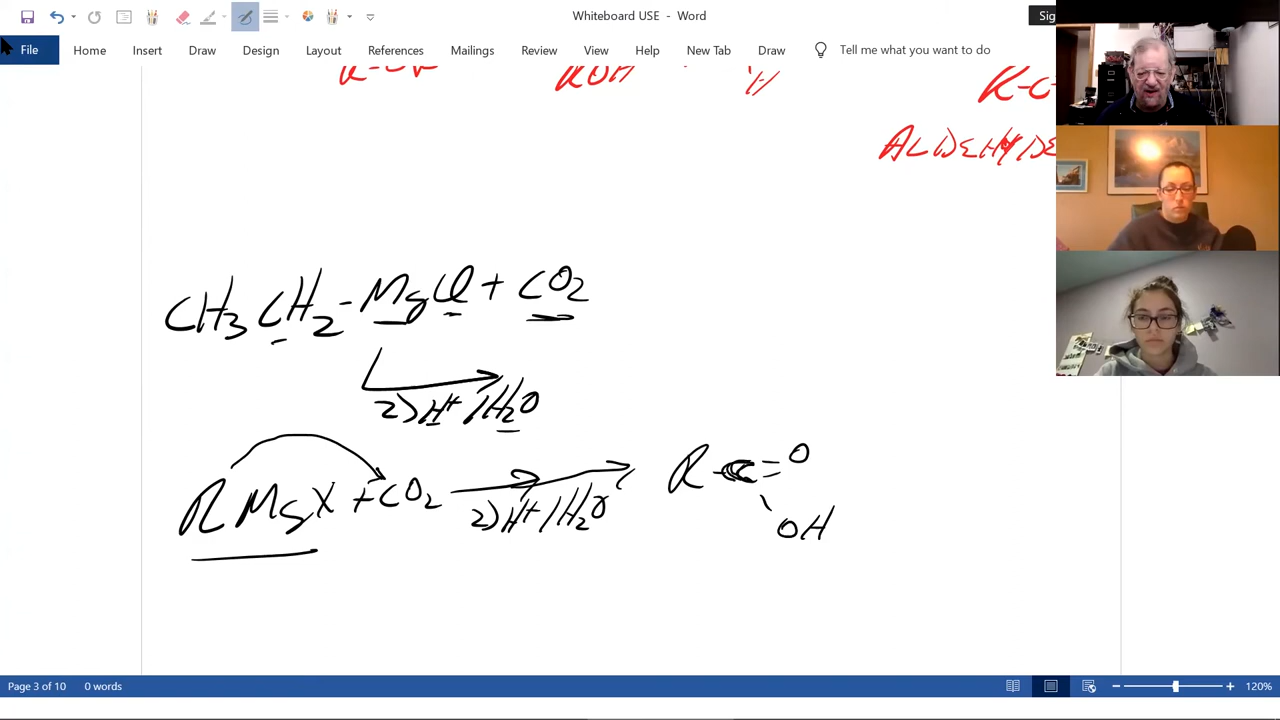 Whiteboard USE - Word
Sig
File Home Insert Draw Design Layout References Mailings Review View Help New Tab Draw Tell me what you want to do
ROH H R-C
ALDEHYDE
CH3CH2-MgCl + CO2
2) H+ / H2O
RMgX + CO2 R-C=O
2) H+ / H2O OH
Page 3 of 10 0 words 120%